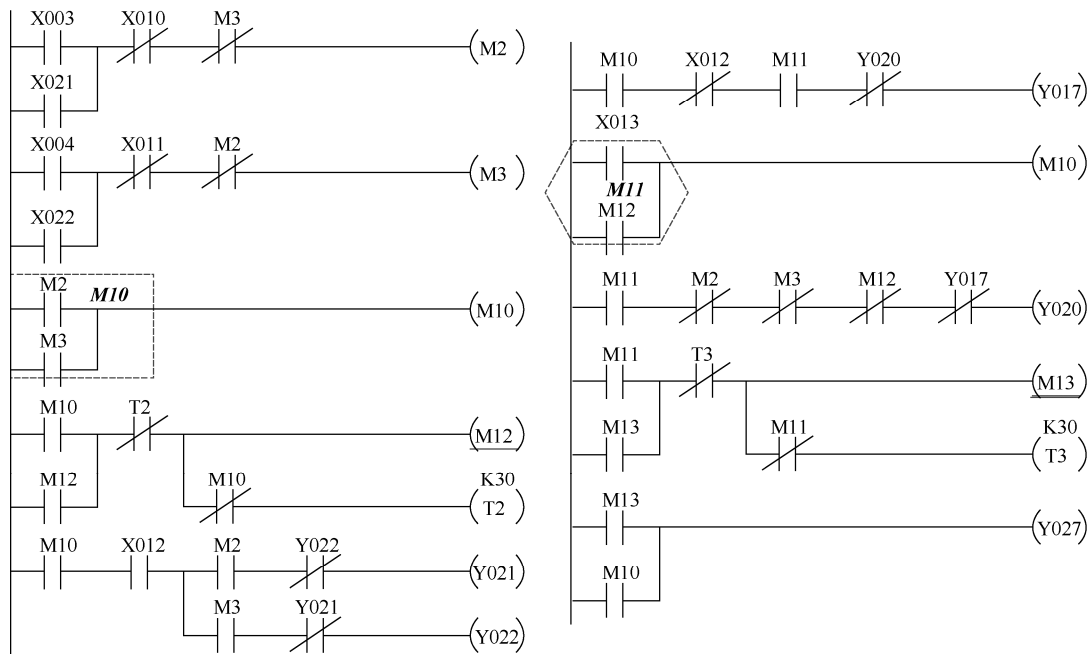 X003 X010 M3
(M2)
X021
X004 X011 M2
(M3)
X022
M2 M10
(M10)
M3
M10 T2
(M12)
M12 M10 K30
(T2)
M10 X012 M2 Y022
(Y021)
M3 Y021
(Y022)
M10 X012 M11 Y020
(Y017)
X013
(M10)
M11
M12
M11 M2 M3 M12 Y017
(Y020)
M11 T3
(M13)
M13 M11 K30
(T3)
M13
(Y027)
M10